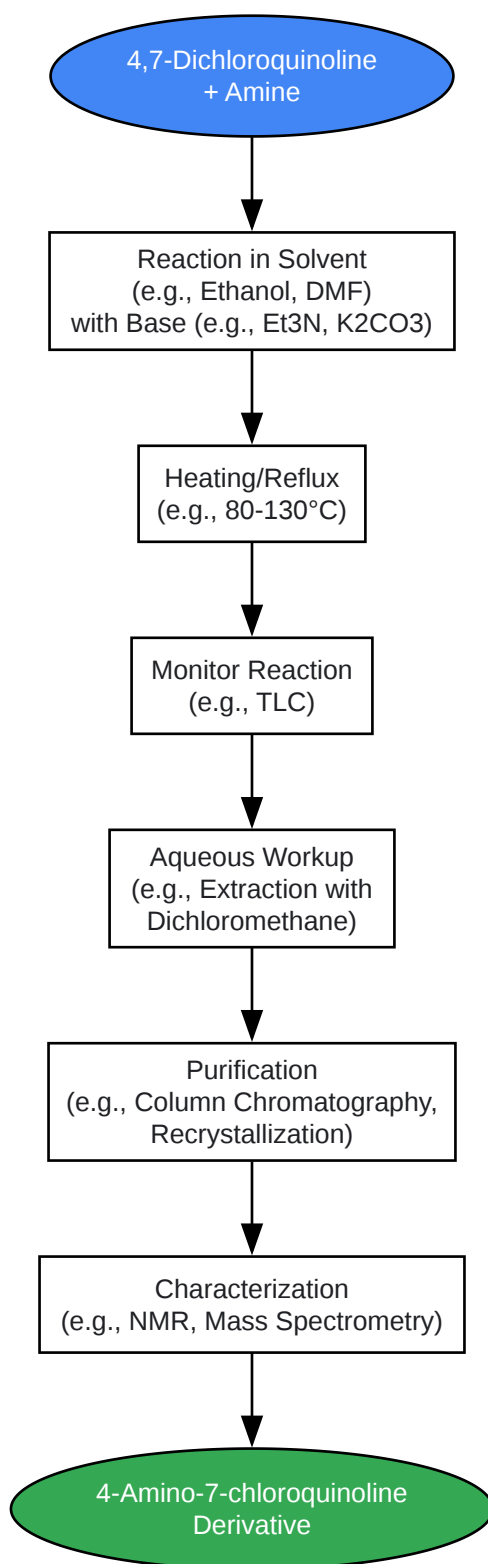 4,7-Dichloroquinoline
+ Amine
Reaction in Solvent
(e.g., Ethanol, DMF)
with Base (e.g., Et3N, K2CO3)
Heating/Reflux
(e.g., 80-130°C)
Monitor Reaction
(e.g., TLC)
Aqueous Workup
(e.g., Extraction with
Dichloromethane)
Purification
(e.g., Column Chromatography,
Recrystallization)
Characterization
(e.g., NMR, Mass Spectrometry)
4-Amino-7-chloroquinoline
Derivative